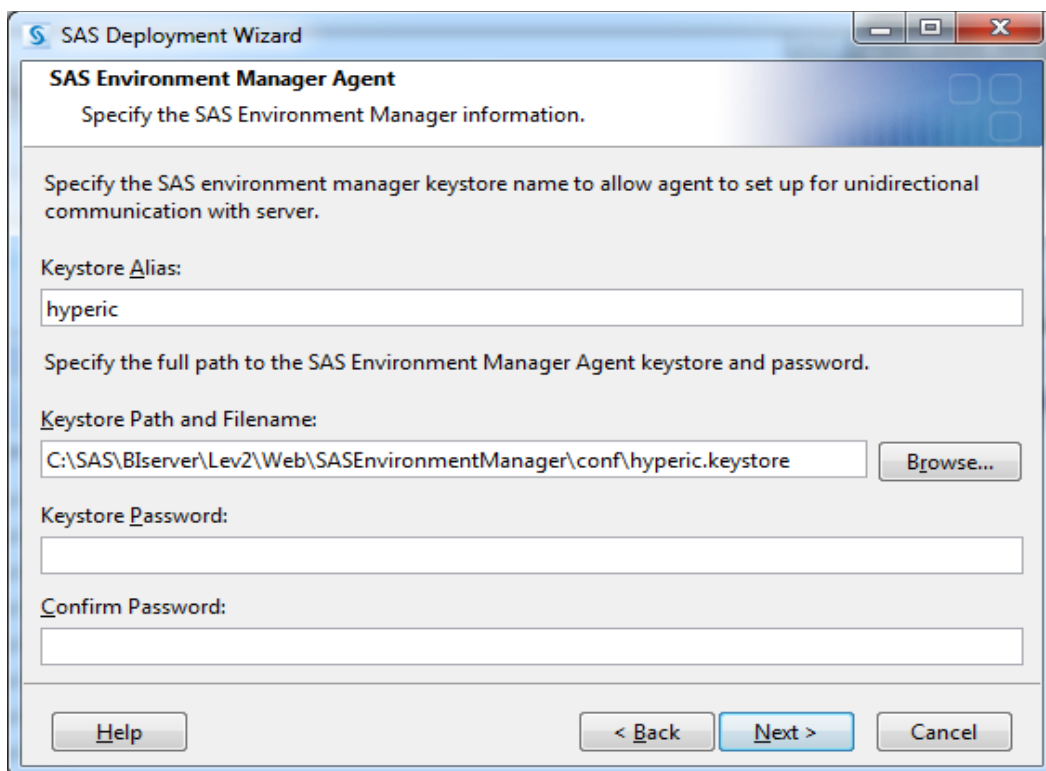 SAS Deployment Wizard
SAS Environment Manager Agent
Specify the SAS Environment Manager information.
Specify the SAS environment manager keystore name to allow agent to set up for unidirectional
communication with server.
Keystore Alias:
hyperic
Specify the full path to the SAS Environment Manager Agent keystore and password.
Keystore Path and Filename:
C:\SAS\BIserver\Lev2\Web\SASEnvironmentManager\conf\hyperic.keystore
Browse...
Keystore Password:
Confirm Password:
Help
< Back
Next >
Cancel